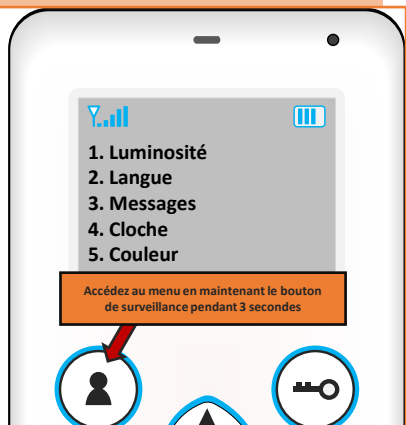 1. Luminosité
2. Langue
3. Messages
4. Cloche
5. Couleur
Accédez au menu en maintenant le bouton
de surveillance pendant 3 secondes